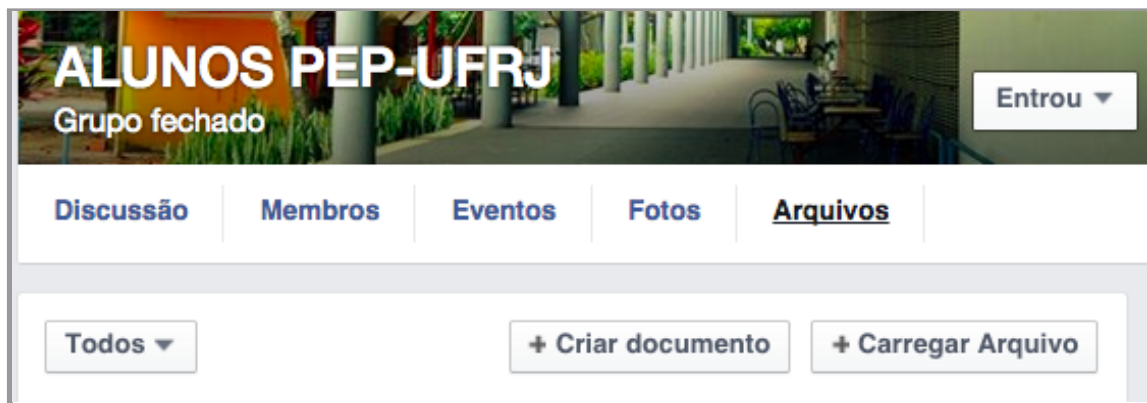 ALUNOS PEP-UFRJ
Grupo fechado
Entrou
Discussão Membros Eventos Fotos Arquivos
Todos + Criar documento + Carregar Arquivo